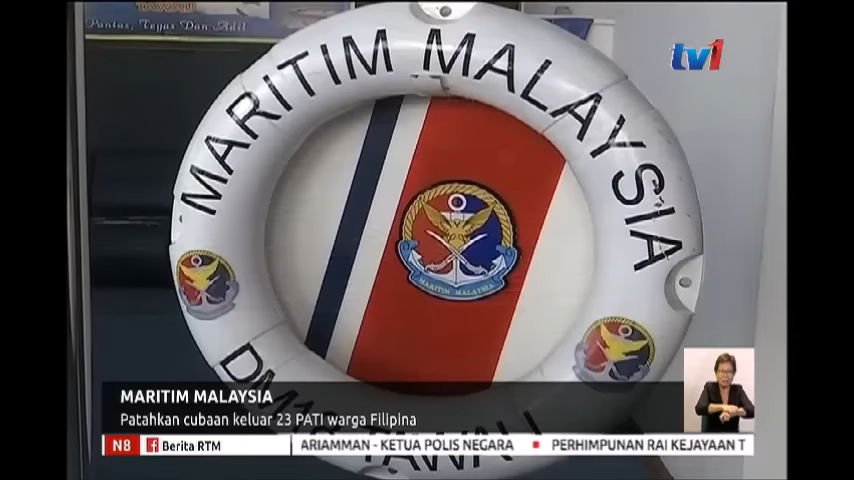 TAWAU
Pantas, Tegas Dan Adil
tv1
MARITIM MALAYSIA
MARITIM MALAYSIA
MARITIM MALAYSIA
Patahkan cubaan keluar 23 PATI warga Filipina
N8 Berita RTM ARIAMMAN - KETUA POLIS NEGARA ▪ PERHIMPUNAN RAI KEJAYAAN T